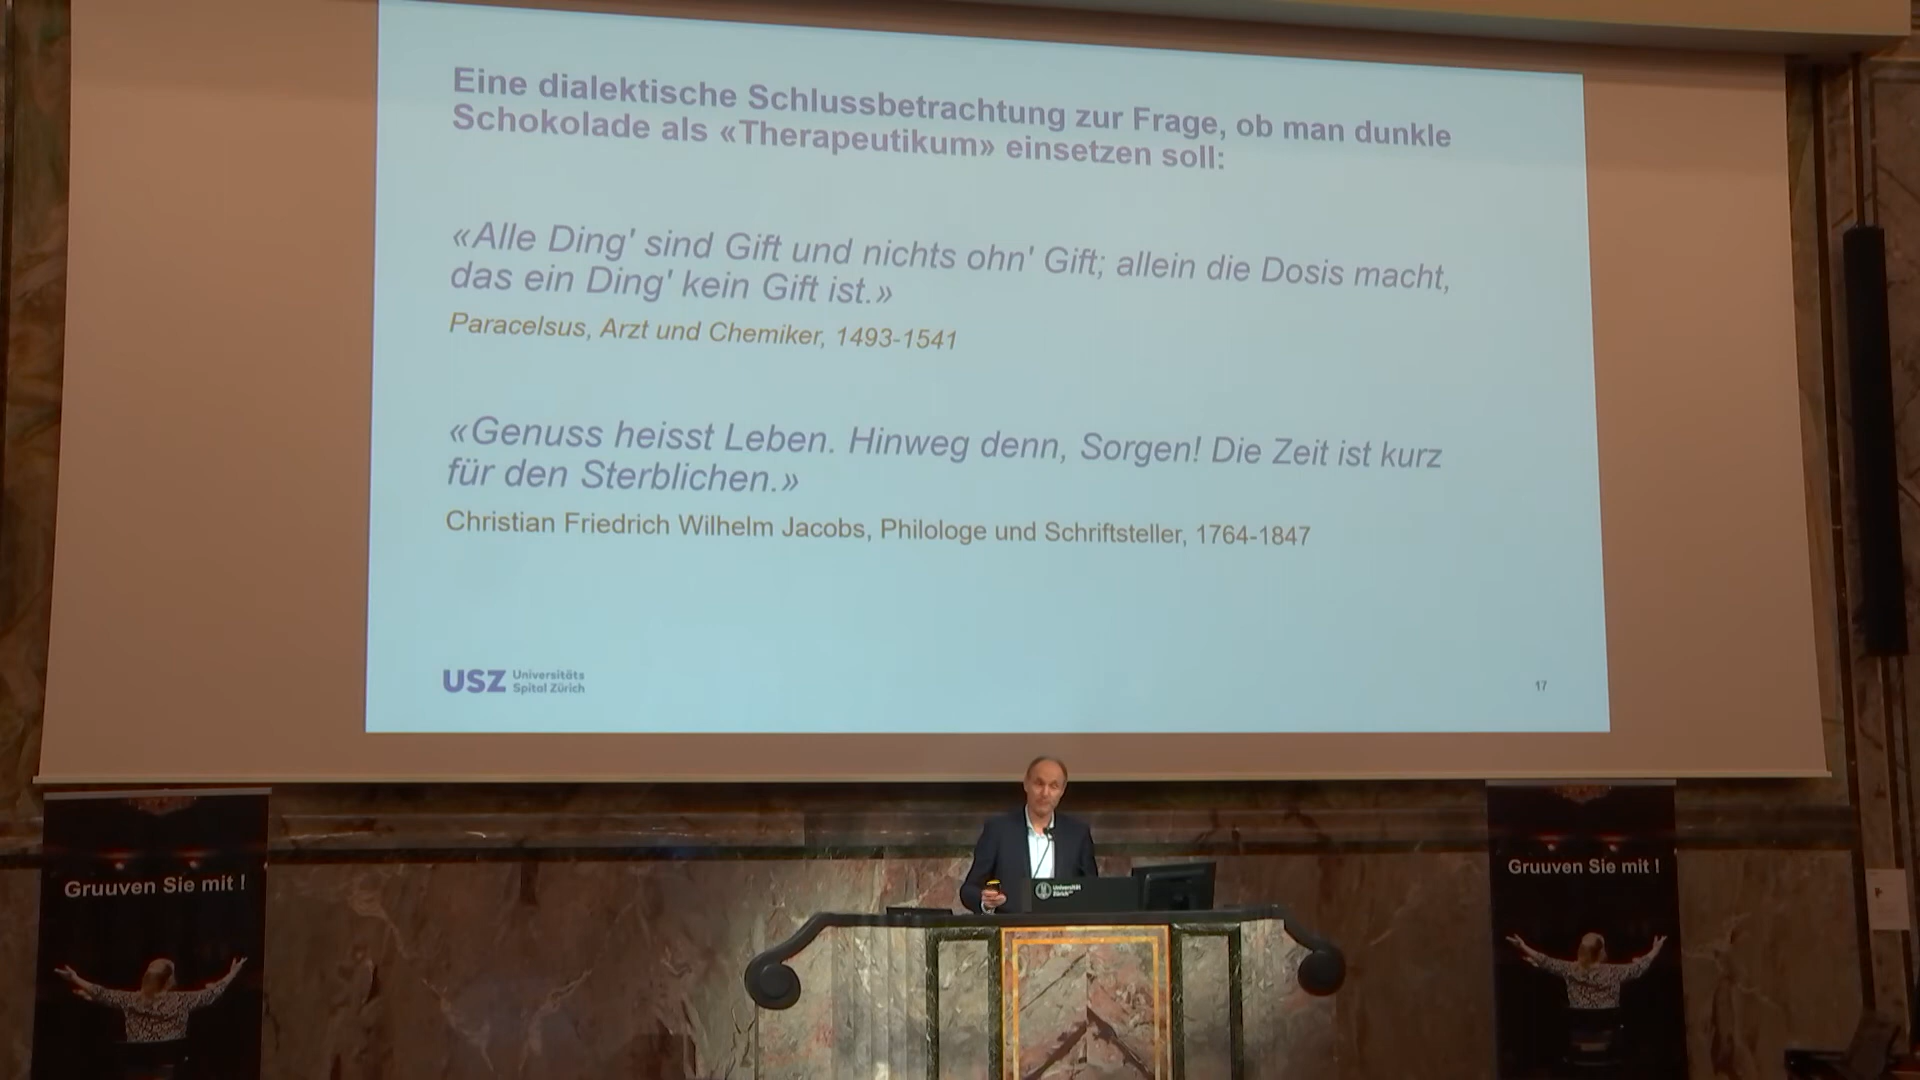 Eine dialektische Schlussbetrachtung zur Frage, ob man dunkle
Schokolade als «Therapeutikum» einsetzen soll:
«Alle Ding' sind Gift und nichts ohn' Gift; allein die Dosis macht,
das ein Ding' kein Gift ist.»
Paracelsus, Arzt und Chemiker, 1493-1541
«Genuss heisst Leben. Hinweg denn, Sorgen! Die Zeit ist kurz
für den Sterblichen.»
Christian Friedrich Wilhelm Jacobs, Philologe und Schriftsteller, 1764-1847
USZ Universitäts
Spital Zürich
17
Gruuven Sie mit !
Gruuven Sie mit !
Universität
Zürich